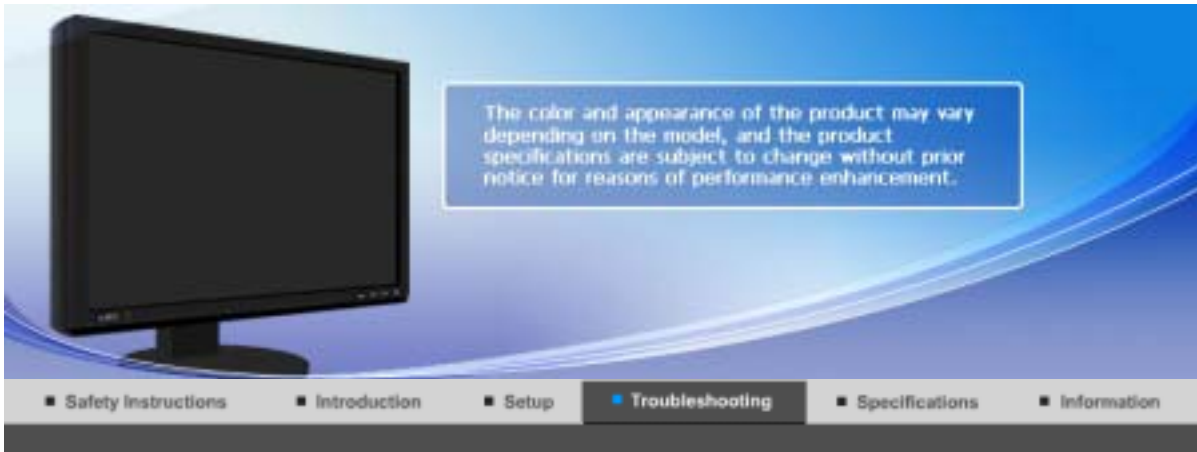 The color and appearance of the product may vary
depending on the model, and the product
specifications are subject to change without prior
notice for reasons of performance enhancement.
Safety Instructions Introduction Setup Troubleshooting Specifications Information